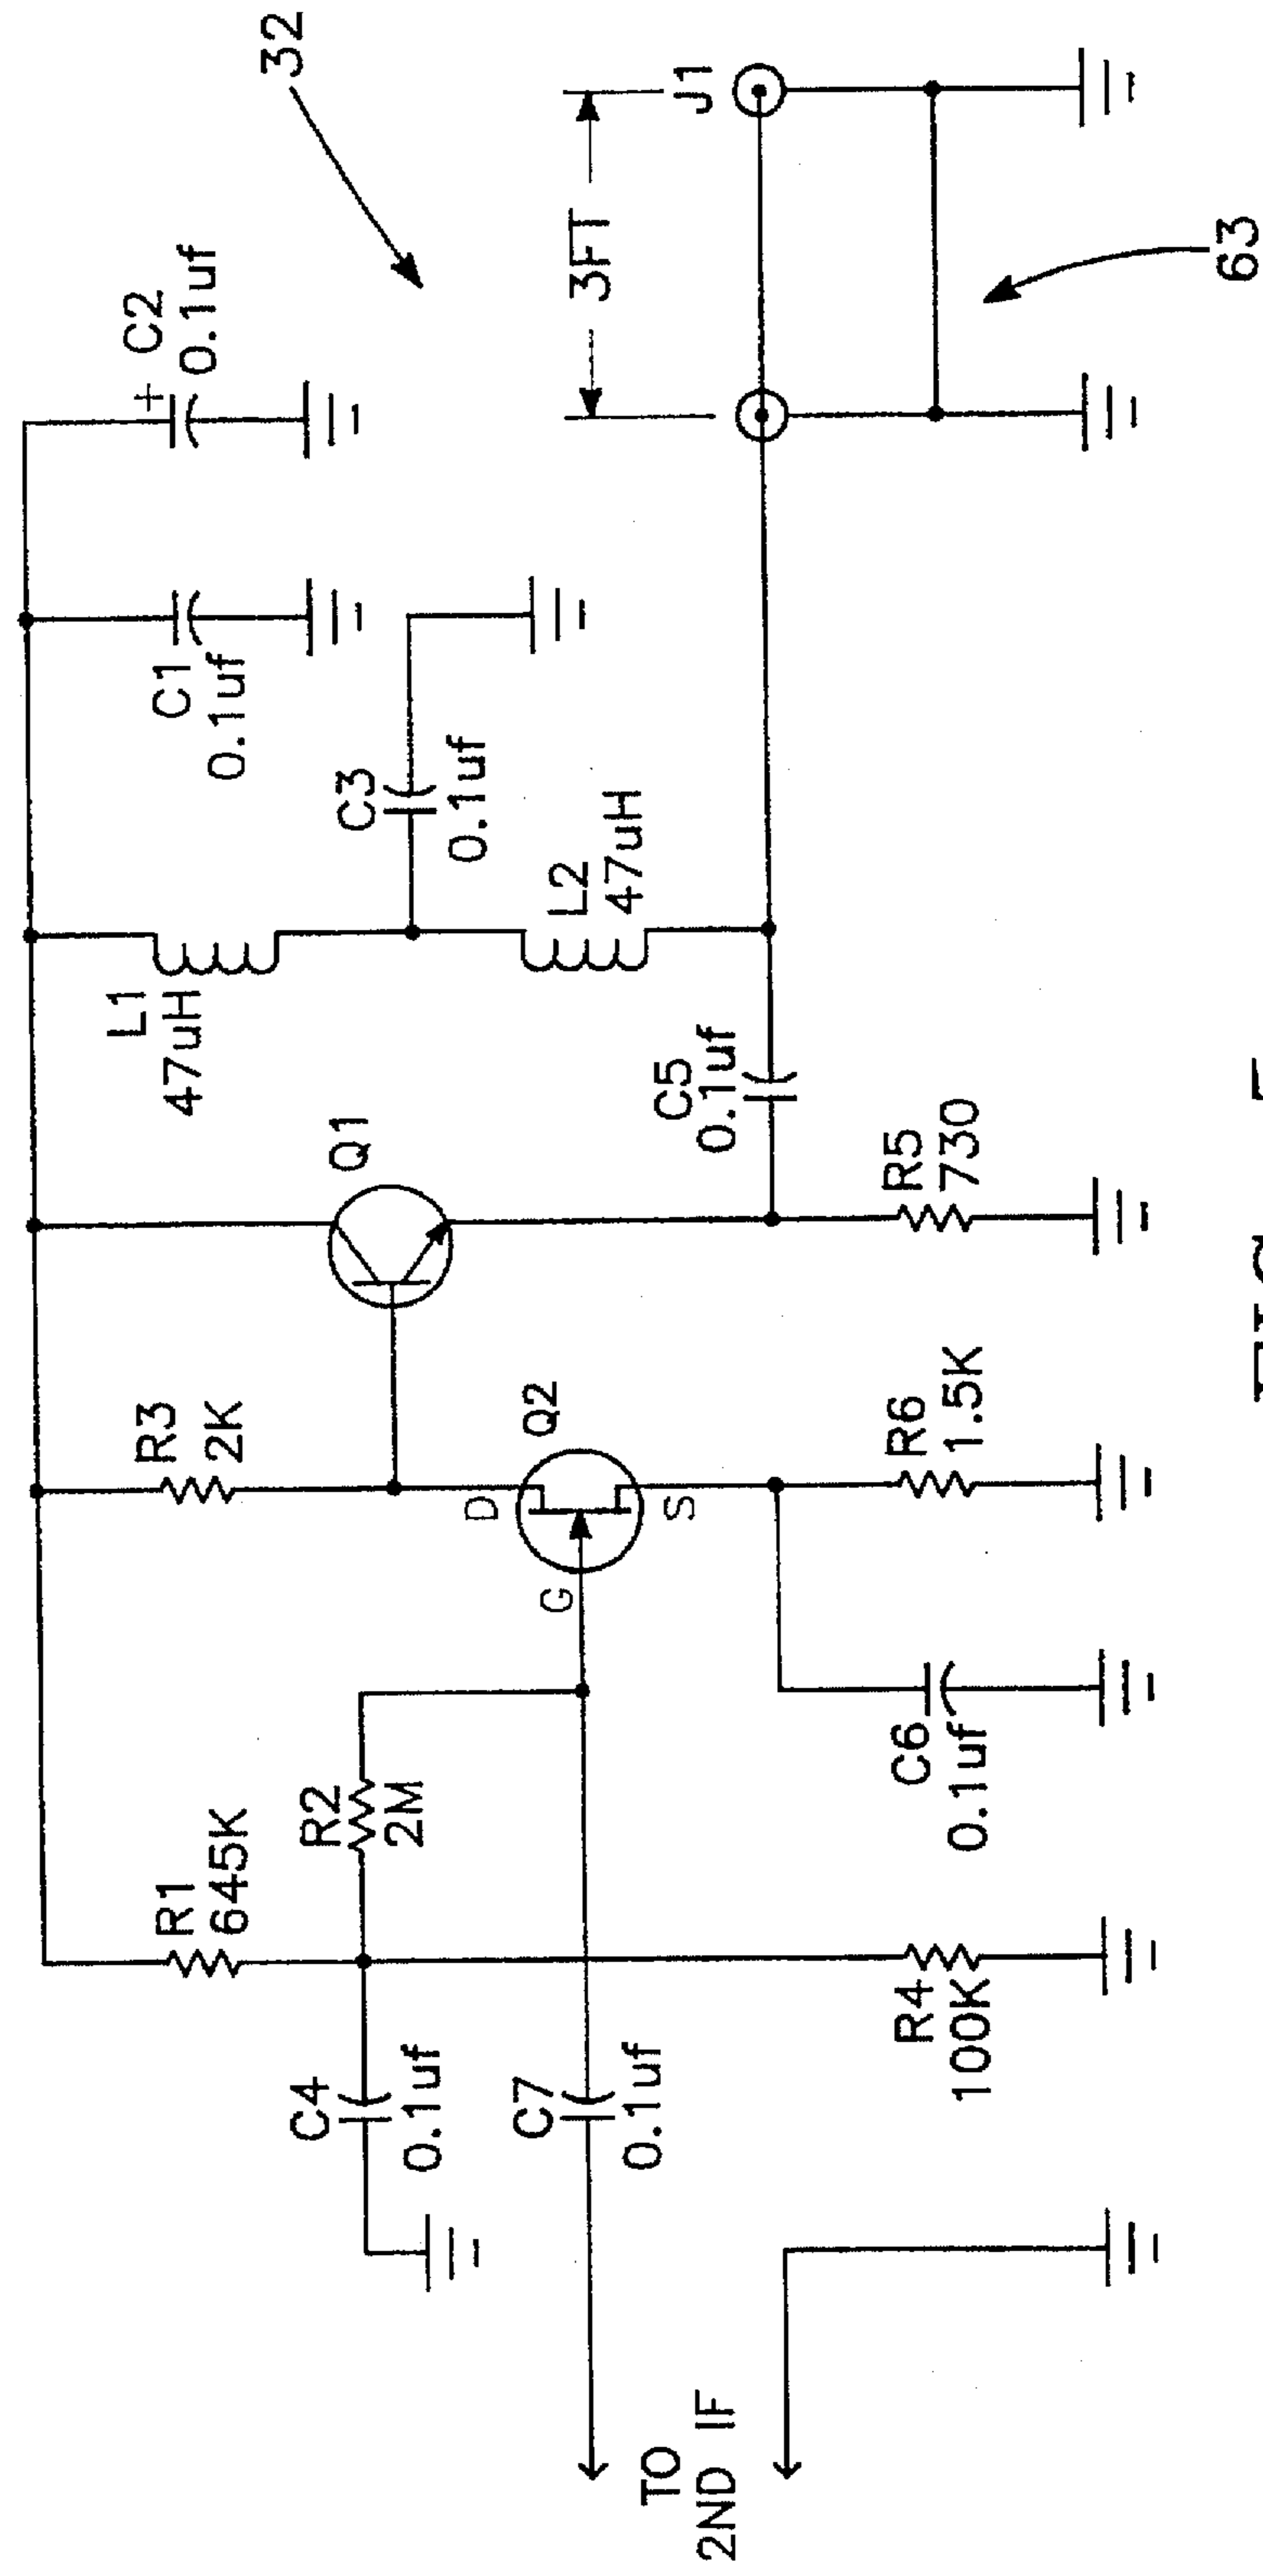 32
C2
0.1uf
C1
0.1uf
L1
47uH
C3
0.1uf
L2
47uH
3FT
J1
63
Q1
C5
0.1uf
R5
730
R3
2K
D
Q2
G
S
R6
1.5K
R1
645K
R2
2M
C6
0.1uf
C4
0.1uf
C7
0.1uf
R4
100K
TO
2ND IF